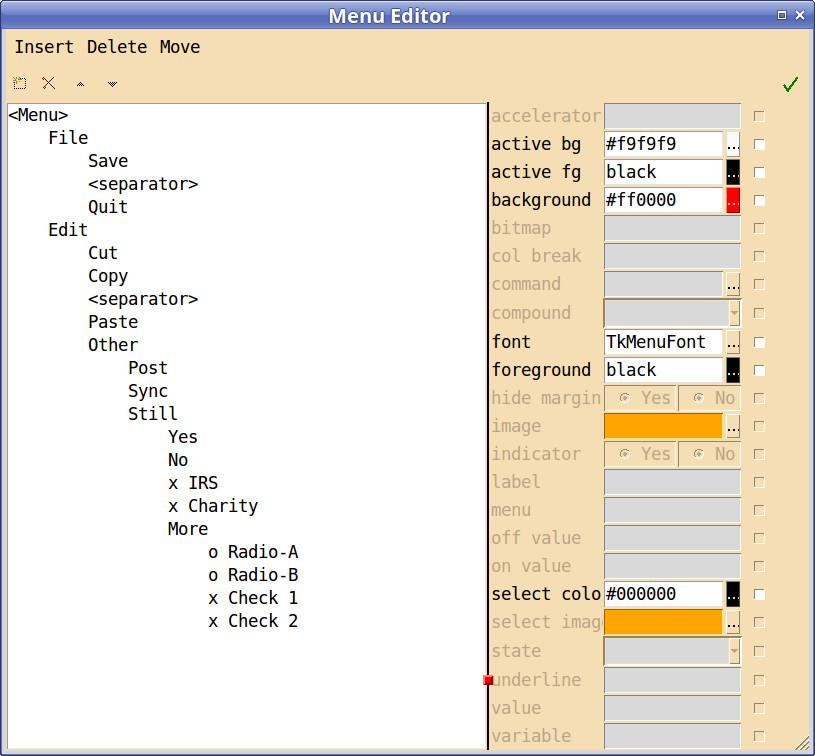 Menu Editor
Insert Delete Move
<Menu>
File
Save
<separator>
Quit
Edit
Cut
Copy
<separator>
Paste
Other
Post
Sync
Still
Yes
No
x IRS
x Charity
More
o Radio-A
o Radio-B
x Check 1
x Check 2
accelerator
active bg #f9f9f9 ...
active fg black ...
background #ff0000 ...
bitmap
col break
command ...
compound
font TkMenuFont ...
foreground black ...
hide margin Yes No
image ...
indicator Yes No
label
menu
off value
on value
select colo #000000 ...
select imag ...
state
underline
value
variable